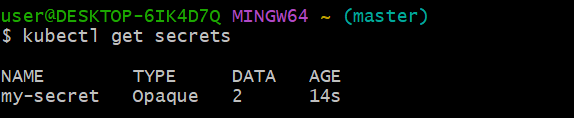 user@DESKTOP-6IK4D7Q MINGW64 ~ (master)
$ kubectl get secrets
NAME TYPE DATA AGE
my-secret Opaque 2 14s